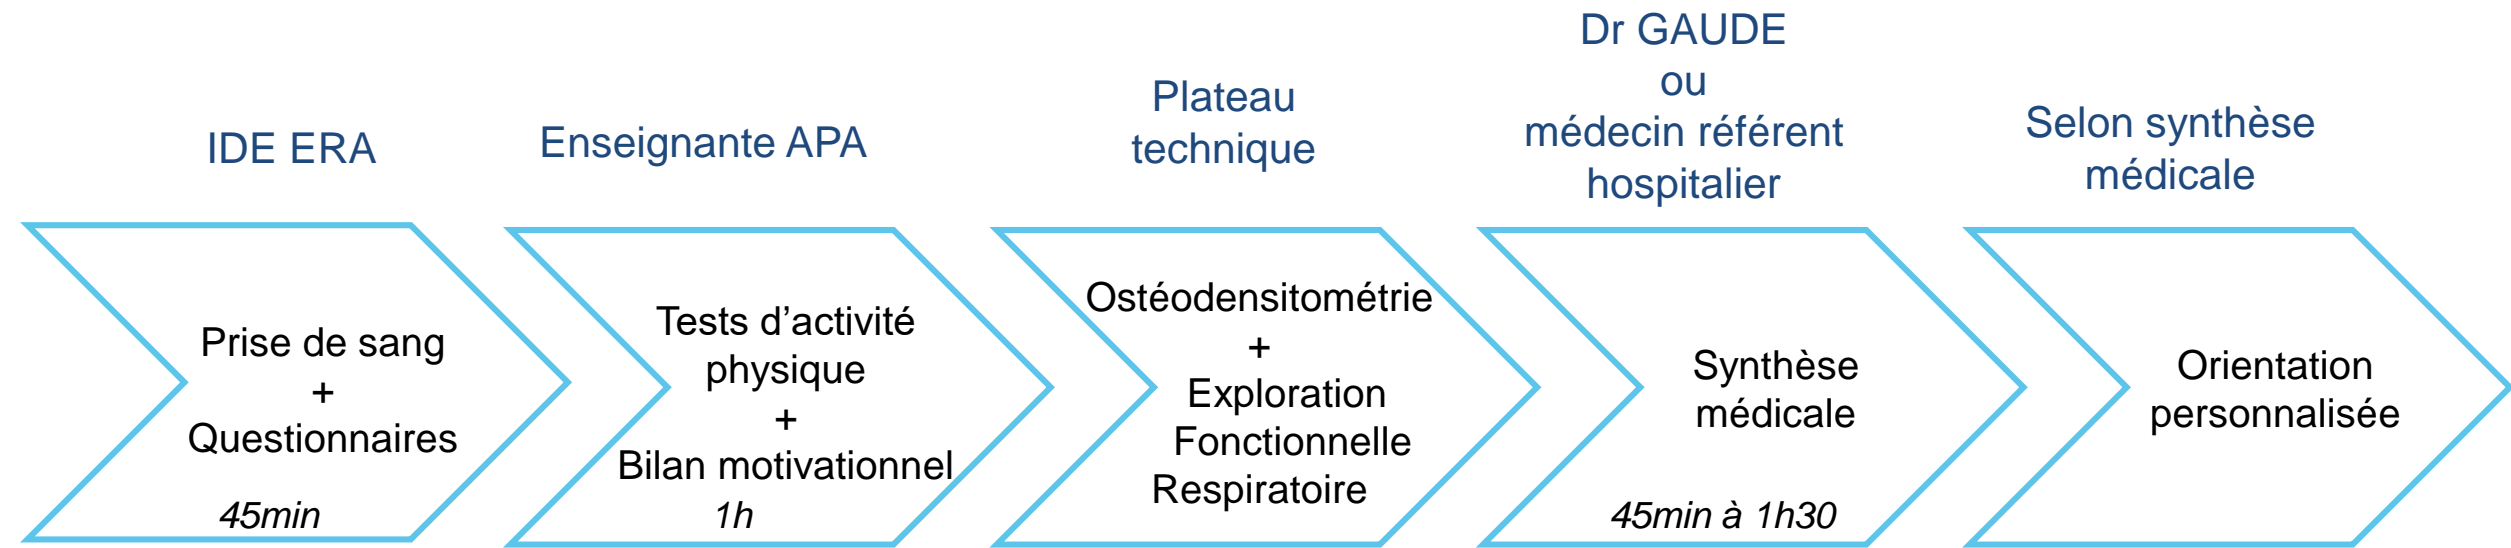 IDE ERA
Prise de sang
+
Questionnaires
45min
Enseignante APA
Tests d’activité
physique
+
Bilan motivationnel
1h
Plateau
technique
Ostéodensitométrie
+
Exploration
Fonctionnelle
Respiratoire
Dr GAUDE
ou
médecin référent
hospitalier
Synthèse
médicale
45min à 1h30
Selon synthèse
médicale
Orientation
personnalisée